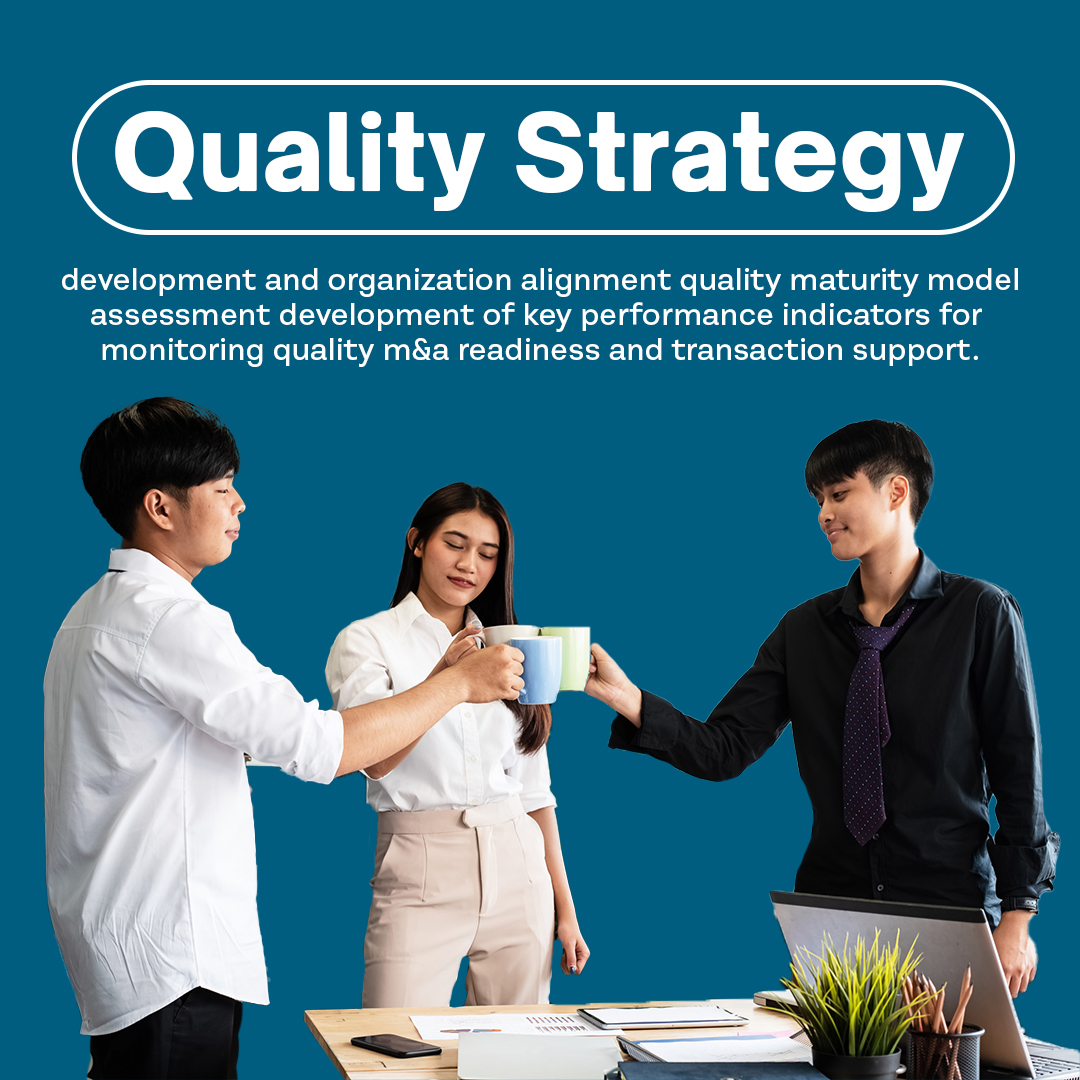 Quality Strategy
development and organization alignment quality maturity model
assessment development of key performance indicators for
monitoring quality m&a readiness and transaction support.